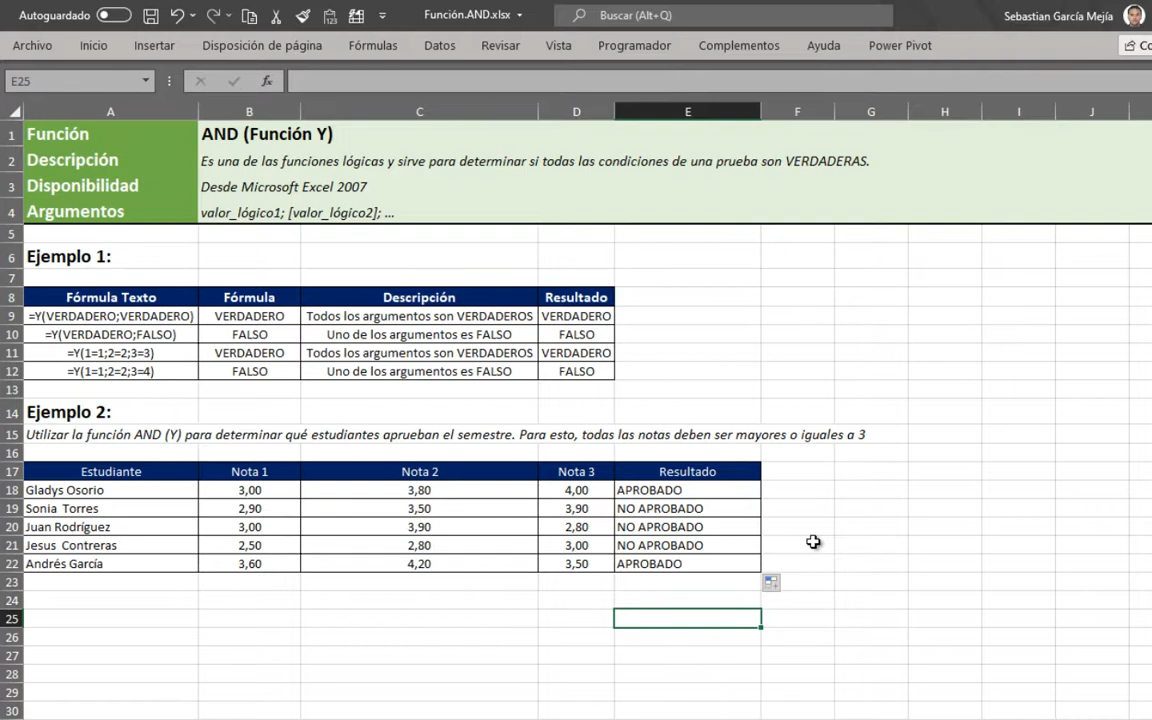 Autoguardado Función.AND.xlsx Buscar (Alt+Q) Sebastian García Mejía
Archivo Inicio Insertar Disposición de página Fórmulas Datos Revisar Vista Programador Complementos Ayuda Power Pivot Co
E25 fx
A B C D E F G H I J
1 Función AND (Función Y)
2 Descripción Es una de las funciones lógicas y sirve para determinar si todas las condiciones de una prueba son VERDADERAS.
3 Disponibilidad Desde Microsoft Excel 2007
4 Argumentos valor_lógico1; [valor_lógico2]; ...
5
6 Ejemplo 1:
7
8 Fórmula Texto Fórmula Descripción Resultado
9 =Y(VERDADERO;VERDADERO) VERDADERO Todos los argumentos son VERDADEROS VERDADERO
10 =Y(VERDADERO;FALSO) FALSO Uno de los argumentos es FALSO FALSO
11 =Y(1=1;2=2;3=3) VERDADERO Todos los argumentos son VERDADEROS VERDADERO
12 =Y(1=1;2=2;3=4) FALSO Uno de los argumentos es FALSO FALSO
13
14 Ejemplo 2:
15 Utilizar la función AND (Y) para determinar qué estudiantes aprueban el semestre. Para esto, todas las notas deben ser mayores o iguales a 3
16
17 Estudiante Nota 1 Nota 2 Nota 3 Resultado
18 Gladys Osorio 3,00 3,80 4,00 APROBADO
19 Sonia Torres 2,90 3,50 3,90 NO APROBADO
20 Juan Rodríguez 3,00 3,90 2,80 NO APROBADO
21 Jesus Contreras 2,50 2,80 3,00 NO APROBADO
22 Andrés García 3,60 4,20 3,50 APROBADO
23
24
25
26
27
28
29
30